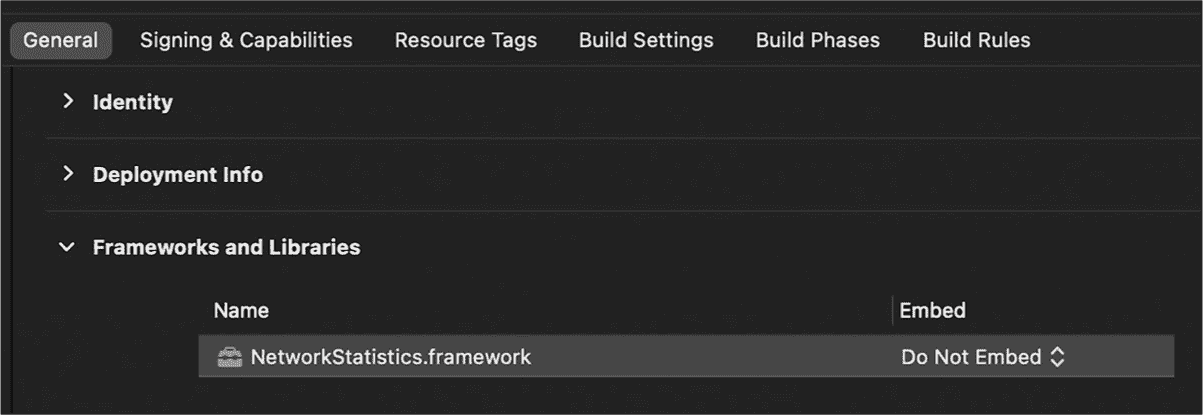 General Signing & Capabilities Resource Tags Build Settings Build Phases Build Rules
Identity
Deployment Info
Frameworks and Libraries
Name Embed
NetworkStatistics.framework Do Not Embed